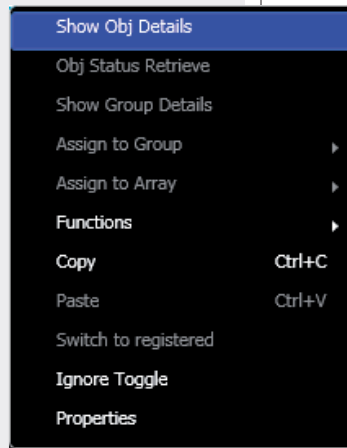 Show Obj Details
Obj Status Retrieve
Show Group Details
Assign to Group
Assign to Array
Functions
Copy Ctrl+C
Paste Ctrl+V
Switch to registered
Ignore Toggle
Properties